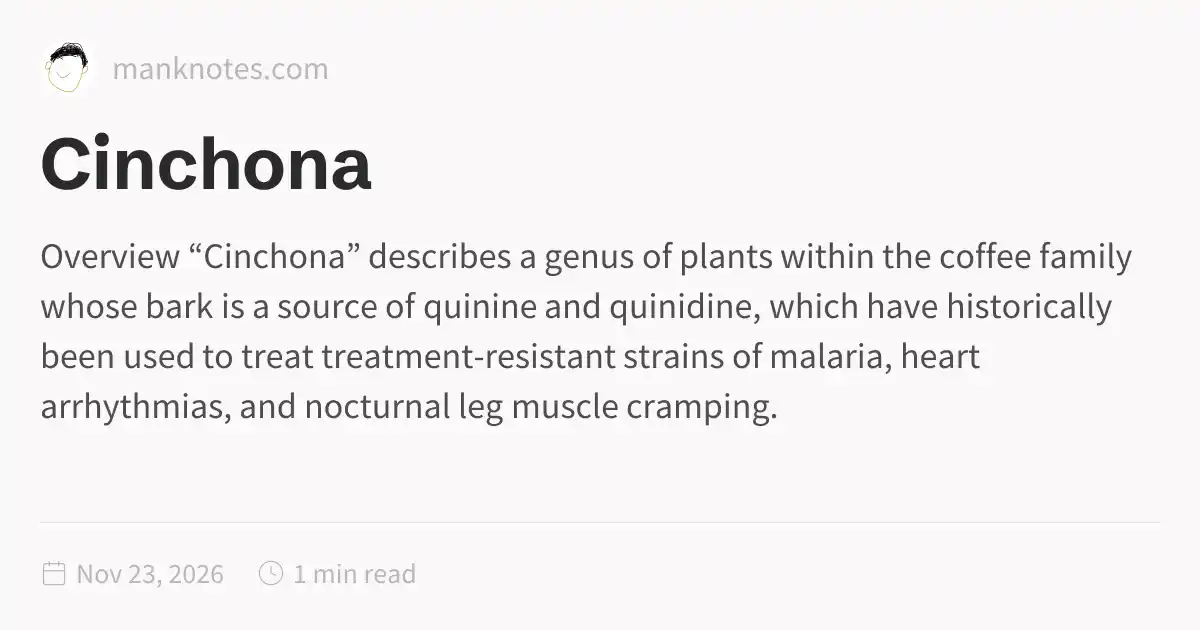 manknotes.com
Cinchona
Overview “Cinchona” describes a genus of plants within the coffee family
whose bark is a source of quinine and quinidine, which have historically
been used to treat treatment-resistant strains of malaria, heart
arrhythmias, and nocturnal leg muscle cramping.
Nov 23, 2026 1 min read